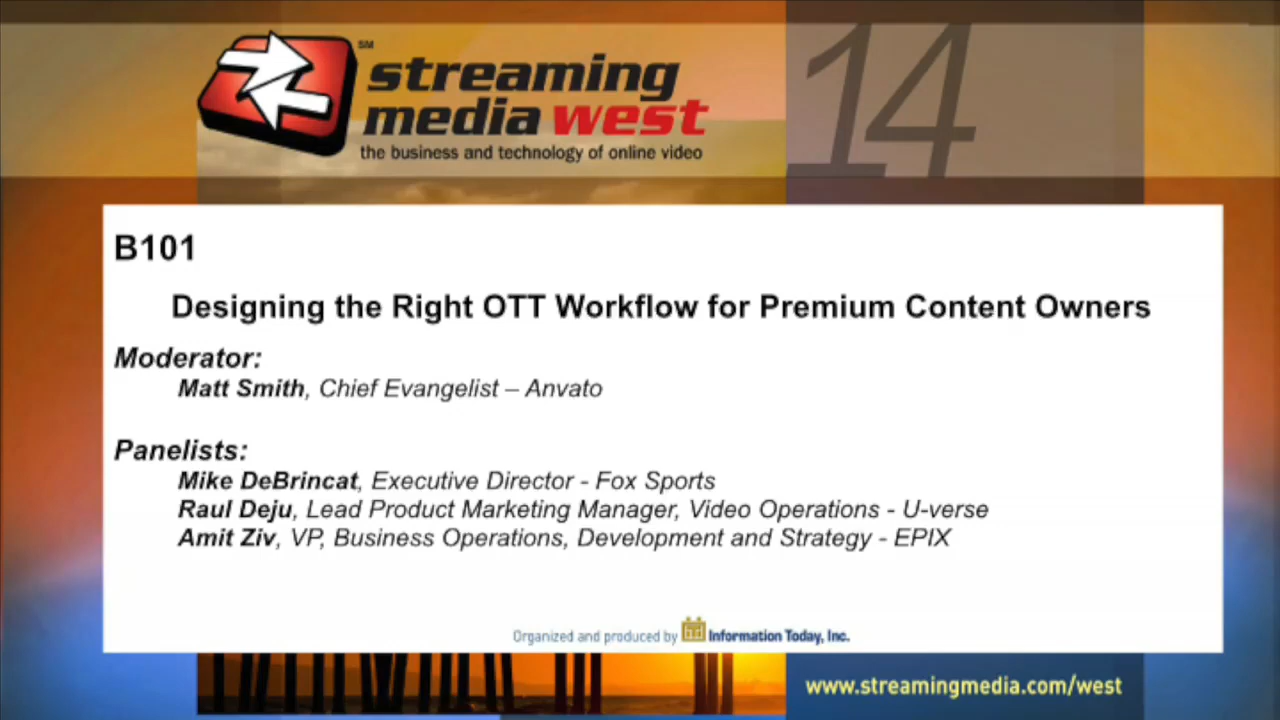 SM
streaming
media west
the business and technology of online video
14
B101
Designing the Right OTT Workflow for Premium Content Owners
Moderator:
Matt Smith, Chief Evangelist – Anvato
Panelists:
Mike DeBrincat, Executive Director - Fox Sports
Raul Deju, Lead Product Marketing Manager, Video Operations - U-verse
Amit Ziv, VP, Business Operations, Development and Strategy - EPIX
Organized and produced by Information Today, Inc.
www.streamingmedia.com/west